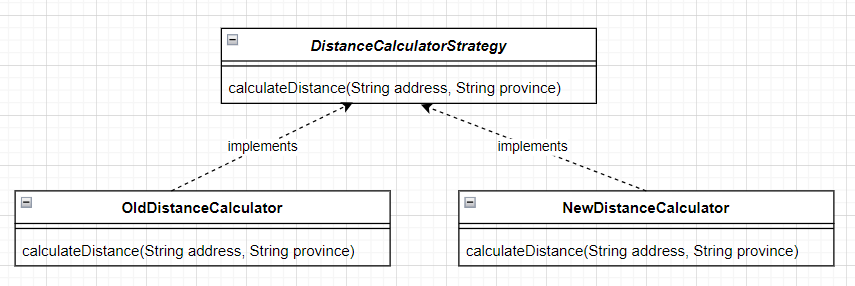 DistanceCalculatorStrategy
calculateDistance(String address, String province)
implements
implements
OldDistanceCalculator
calculateDistance(String address, String province)
NewDistanceCalculator
calculateDistance(String address, String province)